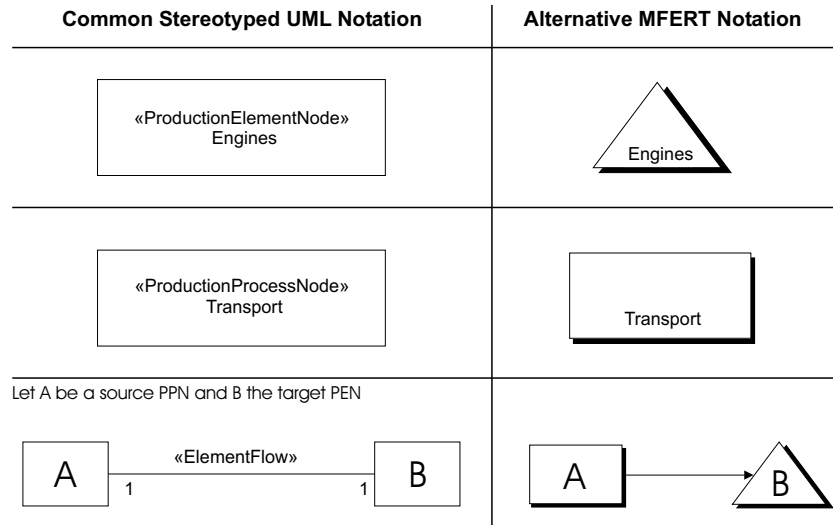 Common Stereotyped UML Notation
Alternative MFERT Notation
«ProductionElementNode»
Engines
Engines
«ProductionProcessNode»
Transport
Transport
Let A be a source PPN and B the target PEN
A
«ElementFlow»
B
1
1
A
B